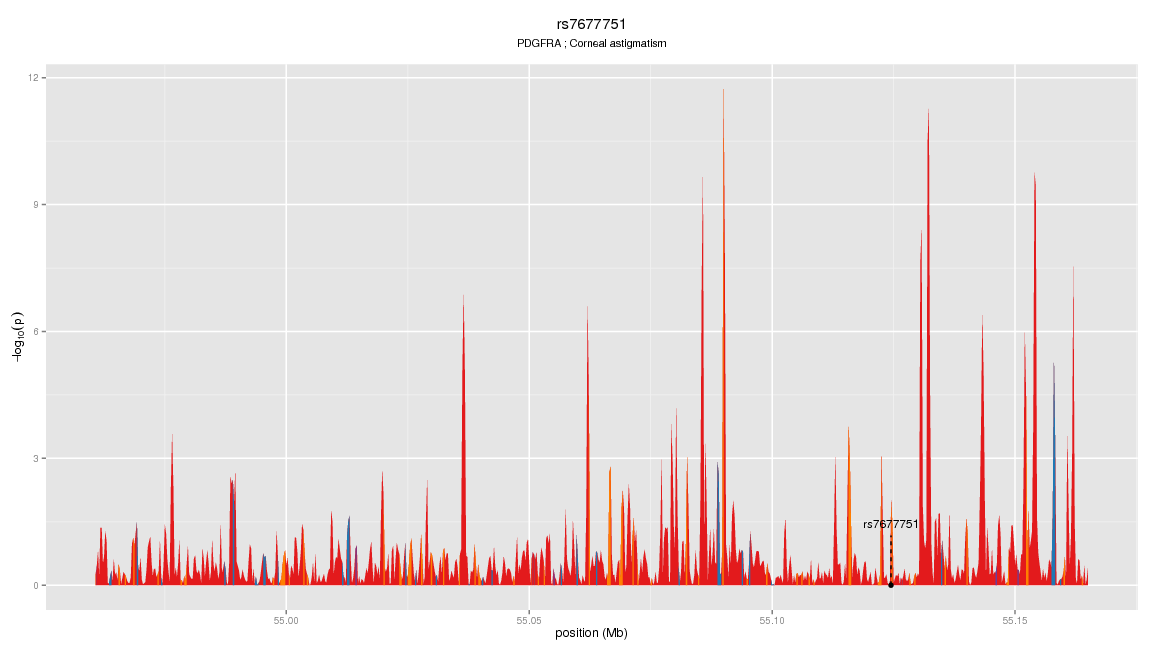 rs7677751
PDGFRA ; Corneal astigmatism
12
9
6
3
0
-log10(p)
rs7677751
55.00
55.05
55.10
55.15
position (Mb)